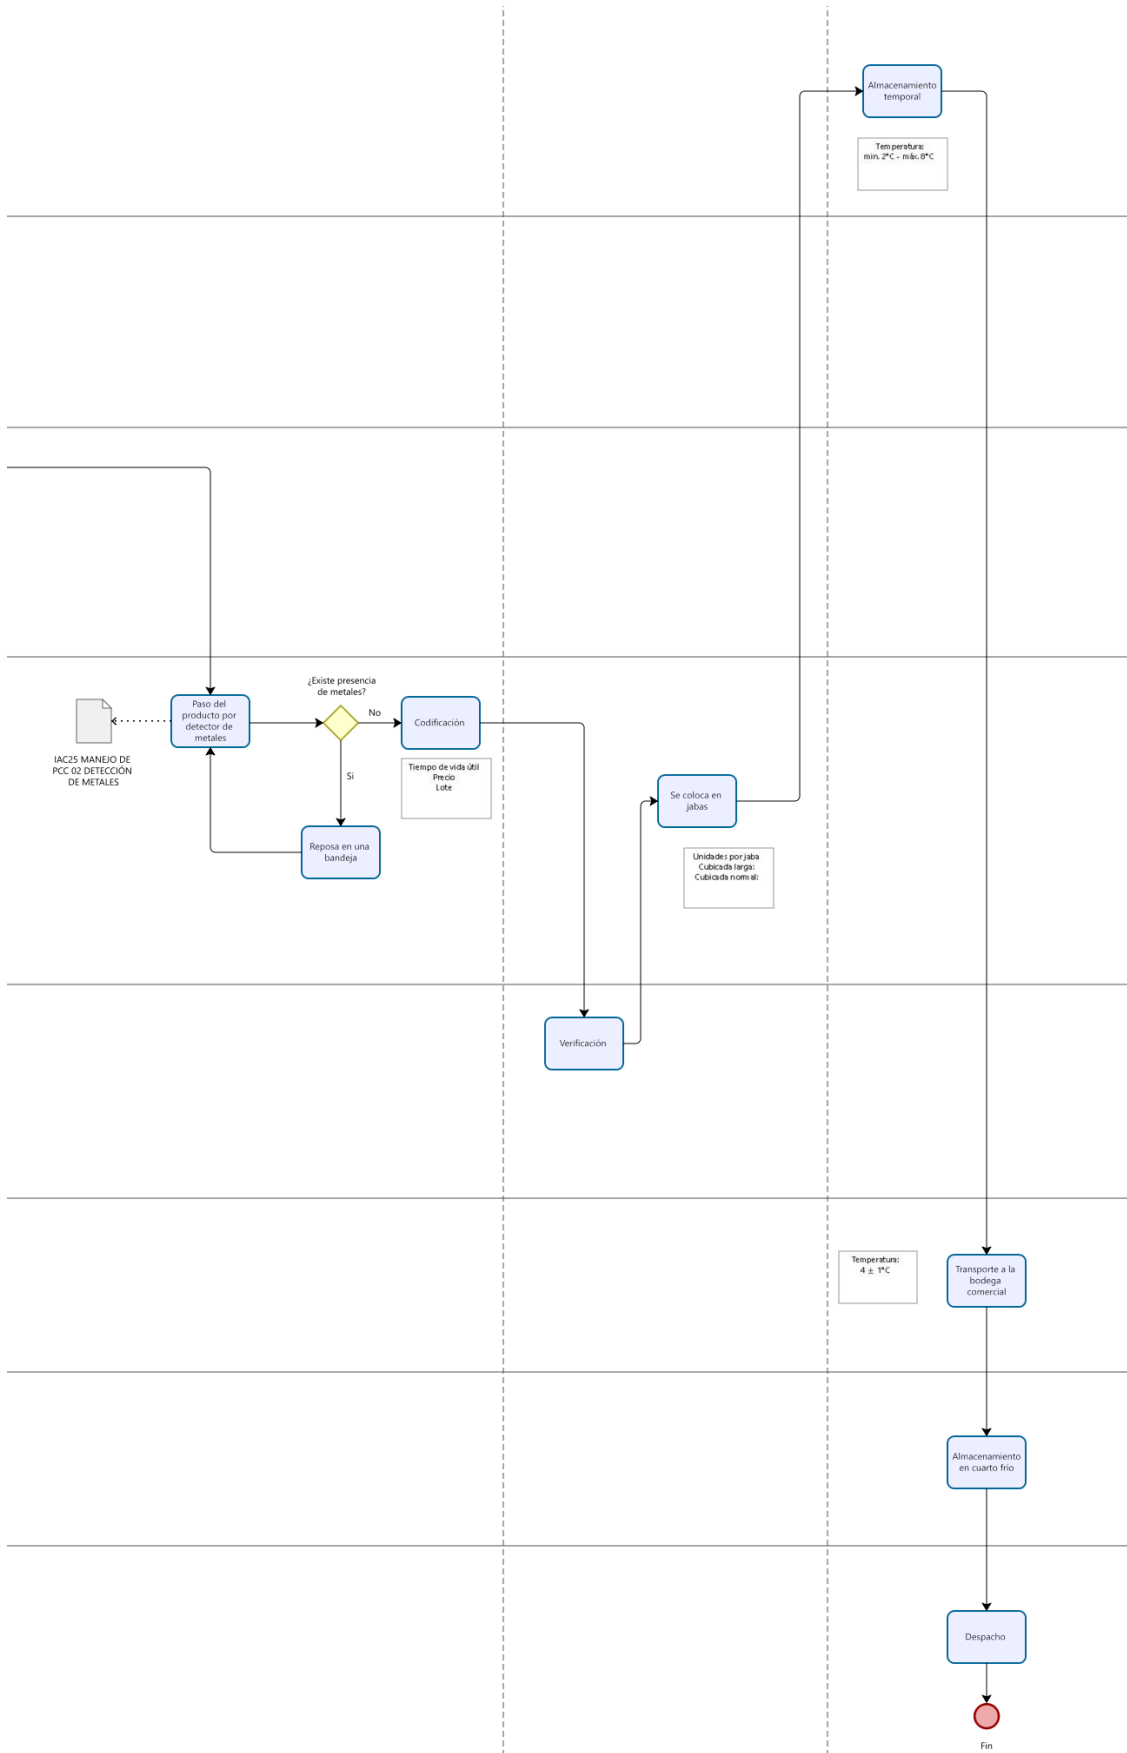 Almacenamiento
temporal
Temperatura:
min. 2°C - máx. 8°C
¿Existe presencia
de metales?
Paso del
producto por
detector de
metales
No
Codificación
IAC25 MANEJO DE
PCC 02 DETECCIÓN
DE METALES
Si
Tiempo de vida útil
Precio
Lote
Se coloca en
jabas
Reposa en una
bandeja
Unidades por jaba
Cubicada larga:
Cubicada normal:
Verificación
Temperatura:
4 ± 1°C
Transporte a la
bodega
comercial
Almacenamiento
en cuarto frio
Despacho
Fin